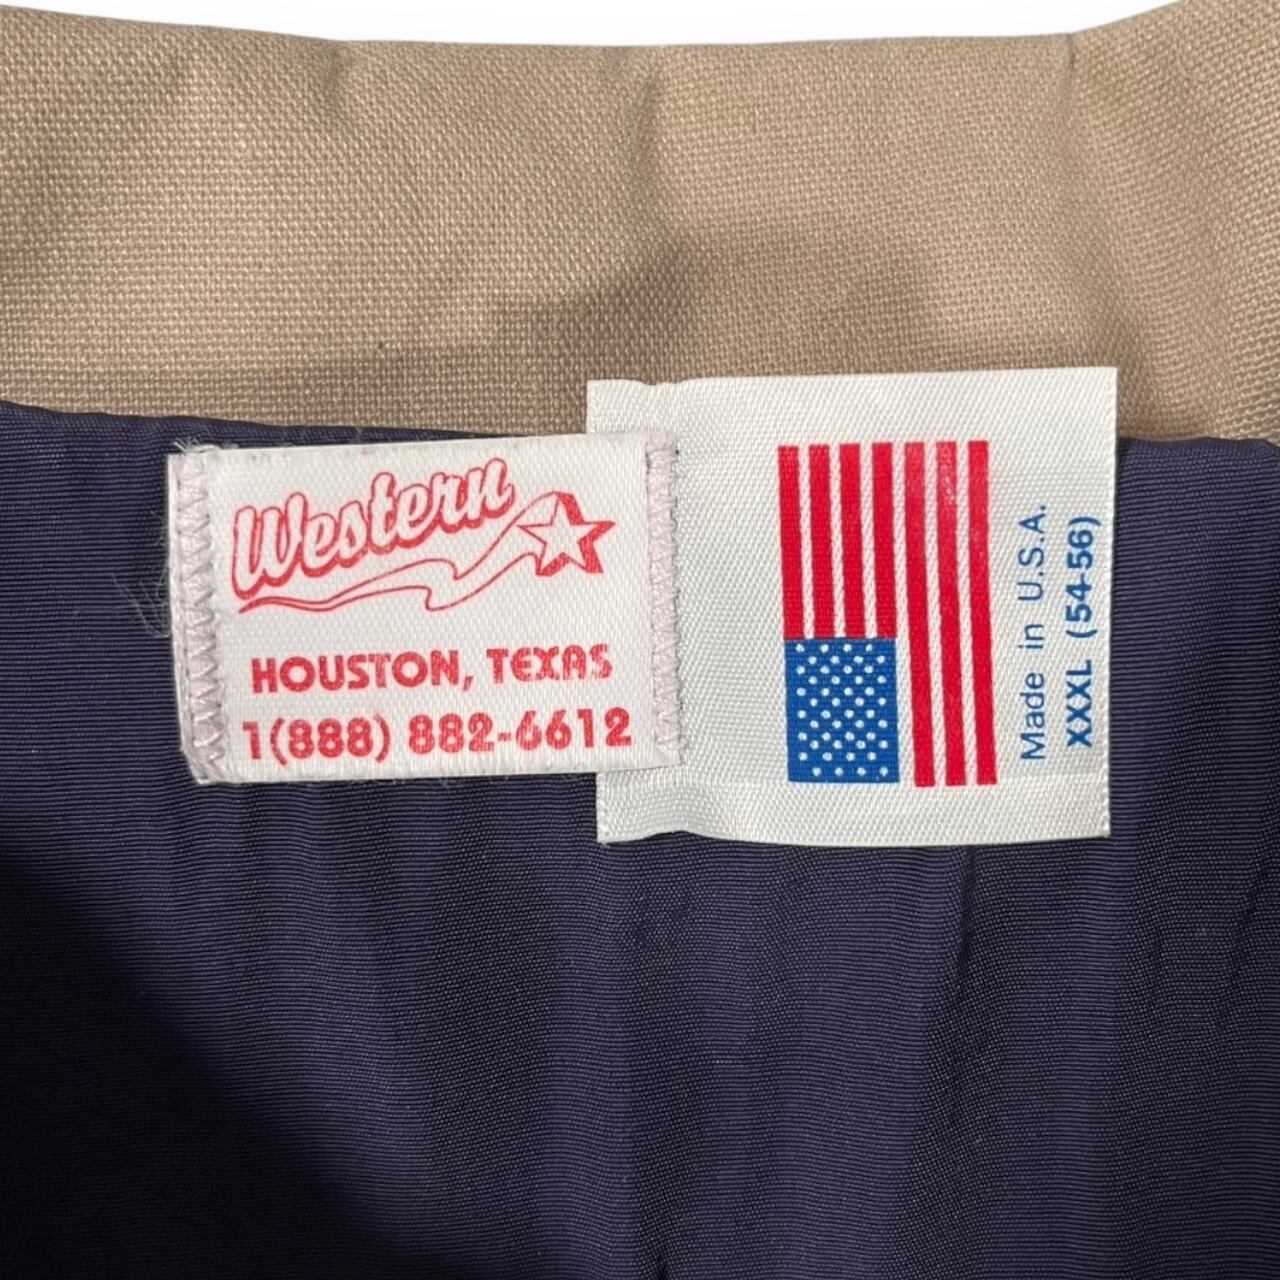 Western
HOUSTON, TEXAS
1(888) 882-6612
Made in U.S.A.
XXXL (54-56)